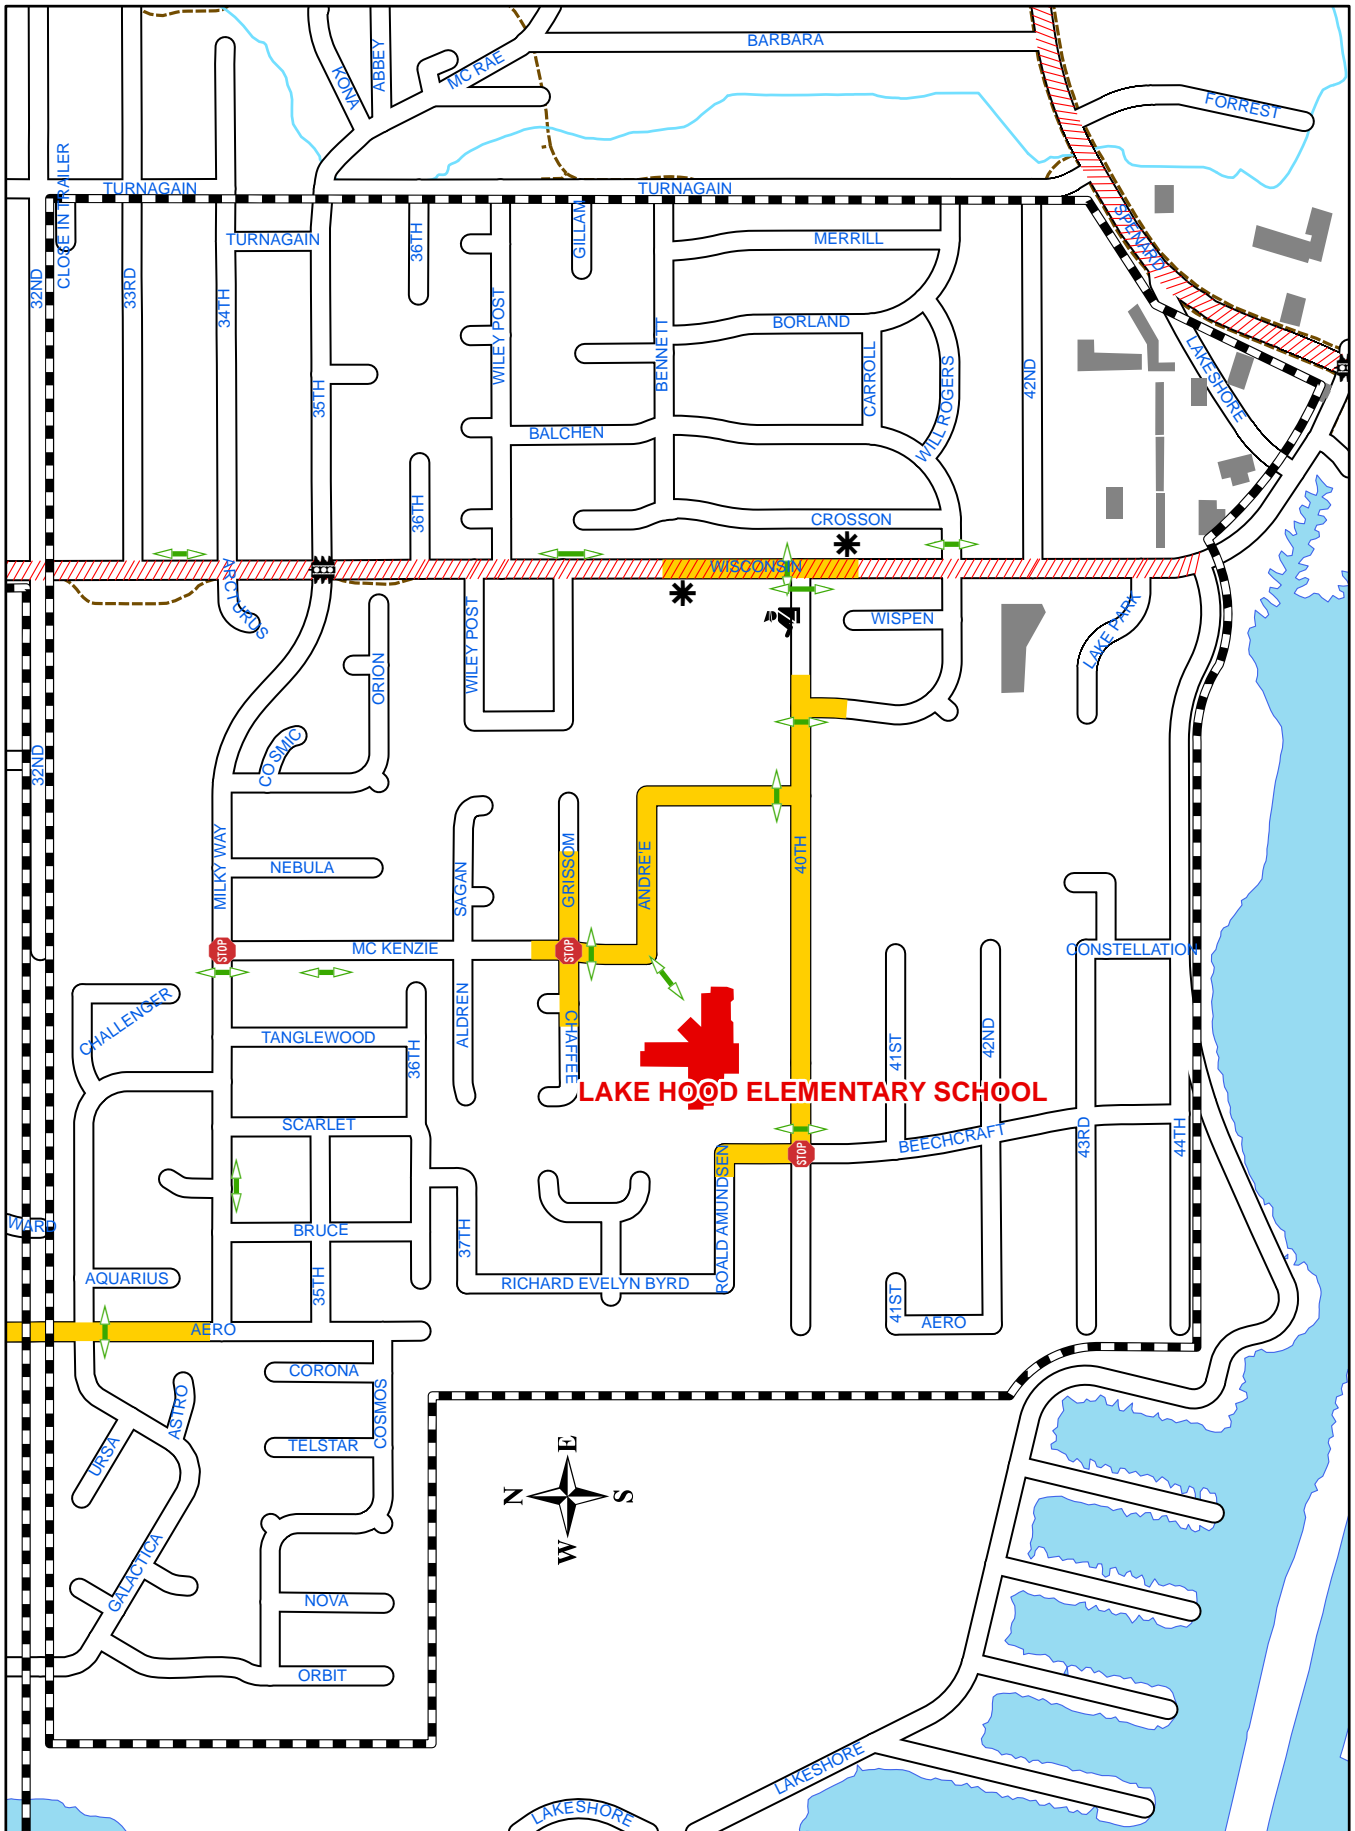 BARBARA
KONA
ABBEY
MC RAE
FORREST
CLOSE IN TRAILER
TURNAGAIN
TURNAGAIN
TURNAGAIN
32ND
33RD
34TH
36TH
GILLAM
MERRILL
SPENARD
WILEY POST
BENNETT
BORLAND
CARROLL
WILL ROGERS
42ND
LAKESHORE
35TH
BALCHEN
36TH
CROSSON
WISCONSIN
ARCTURUS
WILEY POST
WISPEN
LAKE PARK
ORION
COSMIC
32ND
MILKY WAY
NEBULA
SAGAN
GRISSOM
ANDRE'E
40TH
STOP
MC KENZIE
STOP
CONSTELLATION
CHALLENGER
TANGLEWOOD
36TH
ALDREN
CHAFFEE
41ST
42ND
LAKE HOOD ELEMENTARY SCHOOL
SCARLET
BEECHCRAFT
43RD
44TH
STOP
WARD
BRUCE
37TH
ROALD AMUNDSEN
AQUARIUS
35TH
RICHARD EVELYN BYRD
41ST
AERO
AERO
CORONA
COSMOS
ASTRO
TELSTAR
URSA
N
E
S
W
GALACTICA
NOVA
ORBIT
LAKESHORE
LAKESHORE